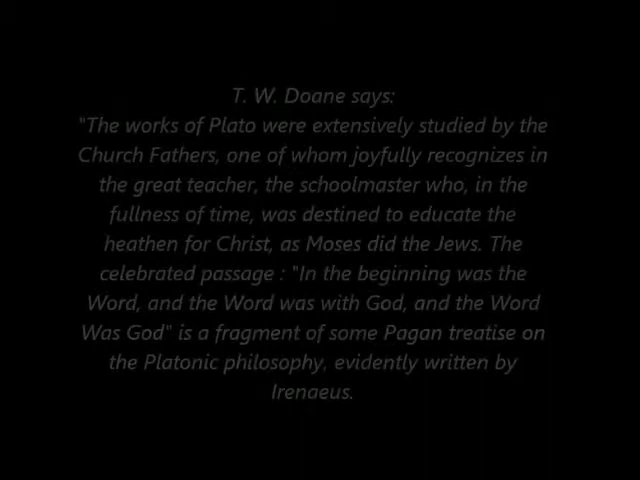 T. W. Doane says:
"The works of Plato were extensively studied by the
Church Fathers, one of whom joyfully recognizes in
the great teacher, the schoolmaster who, in the
fullness of time, was destined to educate the
heathen for Christ, as Moses did the Jews. The
celebrated passage : "In the beginning was the
Word, and the Word was with God, and the Word
Was God" is a fragment of some Pagan treatise on
the Platonic philosophy, evidently written by
Irenaeus.